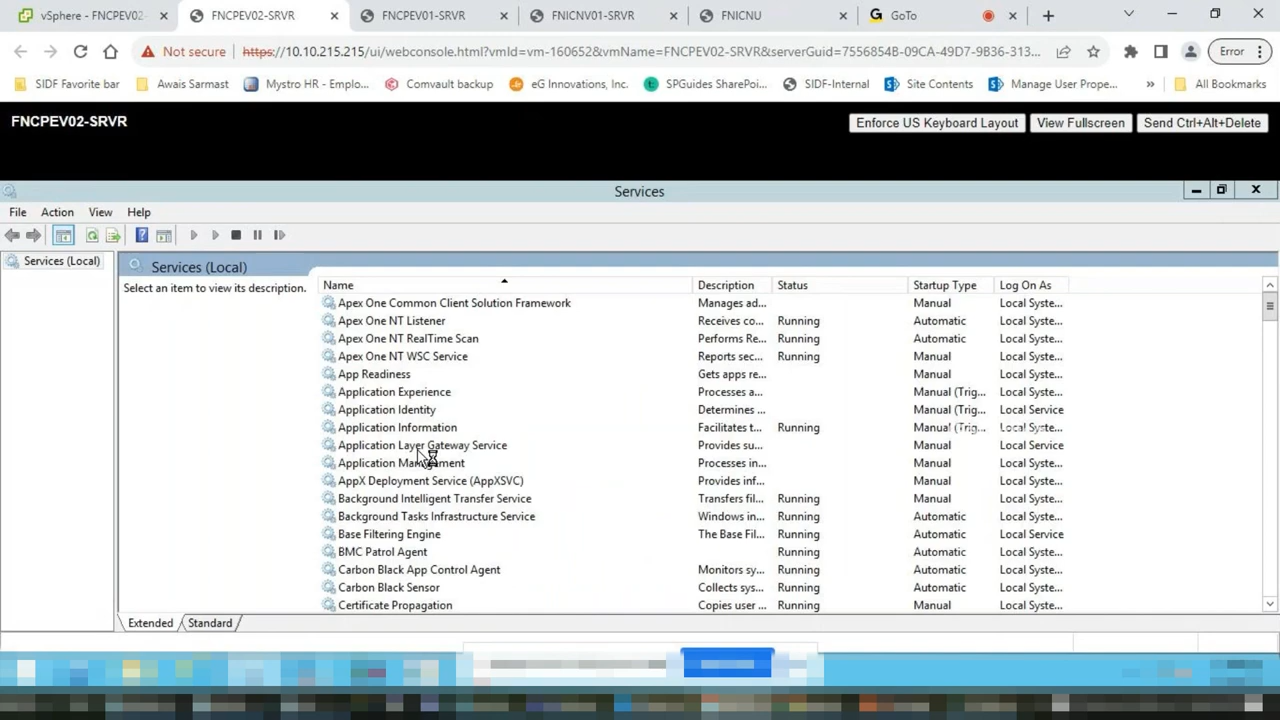 vSphere - FNCPEV02-
FNCPEV02-SRVR
FNCPEV01-SRVR
FNICNV01-SRVR
FNICNU
GoTo
Not secure
https://10.10.215.215/ui/webconsole.html?vmId=vm-160652&vmName=FNCPEV02-SRVR&serverGuid=7556854B-09CA-49D7-9B36-313...
Error
SIDF Favorite bar
Awais Sarmast
Mystro HR - Emplo...
Comvault backup
eG Innovations, Inc.
SPGuides SharePoi...
SIDF-Internal
Site Contents
Manage User Prope...
»
All Bookmarks
FNCPEV02-SRVR
Enforce US Keyboard Layout
View Fullscreen
Send Ctrl+Alt+Delete
Services
File Action View Help
Services (Local)
Services (Local)
Select an item to view its description.
Name Description Status Startup Type Log On As
Apex One Common Client Solution Framework Manages ad... Manual Local Syste...
Apex One NT Listener Receives co... Running Automatic Local Syste...
Apex One NT RealTime Scan Performs Re... Running Automatic Local Syste...
Apex One NT WSC Service Reports sec... Running Manual Local Syste...
App Readiness Gets apps re... Manual Local Syste...
Application Experience Processes a... Manual (Trig... Local Syste...
Application Identity Determines ... Manual (Trig... Local Service
Application Information Facilitates t... Running Manual (Trig... Local Syste...
Application Layer Gateway Service Provides su... Manual Local Service
Application Management Processes in... Manual Local Syste...
AppX Deployment Service (AppXSVC) Provides inf... Manual Local Syste...
Background Intelligent Transfer Service Transfers fil... Running Manual Local Syste...
Background Tasks Infrastructure Service Windows in... Running Automatic Local Syste...
Base Filtering Engine The Base Fil... Running Automatic Local Service
BMC Patrol Agent Running Automatic Local Syste...
Carbon Black App Control Agent Monitors sy... Running Automatic Local Syste...
Carbon Black Sensor Collects sys... Running Automatic Local Syste...
Certificate Propagation Copies user ... Running Manual Local Syste...
Extended Standard